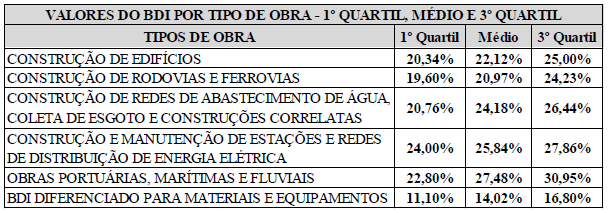 VALORES DO BDI POR TIPO DE OBRA - 1º QUARTIL, MÉDIO E 3º QUARTIL
TIPOS DE OBRA 1º Quartil Médio 3º Quartil
CONSTRUÇÃO DE EDIFÍCIOS 20,34% 22,12% 25,00%
CONSTRUÇÃO DE RODOVIAS E FERROVIAS 19,60% 20,97% 24,23%
CONSTRUÇÃO DE REDES DE ABASTECIMENTO DE ÁGUA,
COLETA DE ESGOTO E CONSTRUÇÕES CORRELATAS 20,76% 24,18% 26,44%
CONSTRUÇÃO E MANUTENÇÃO DE ESTAÇÕES E REDES
DE DISTRIBUIÇÃO DE ENERGIA ELÉTRICA 24,00% 25,84% 27,86%
OBRAS PORTUÁRIAS, MARÍTIMAS E FLUVIAIS 22,80% 27,48% 30,95%
BDI DIFERENCIADO PARA MATERIAIS E EQUIPAMENTOS 11,10% 14,02% 16,80%